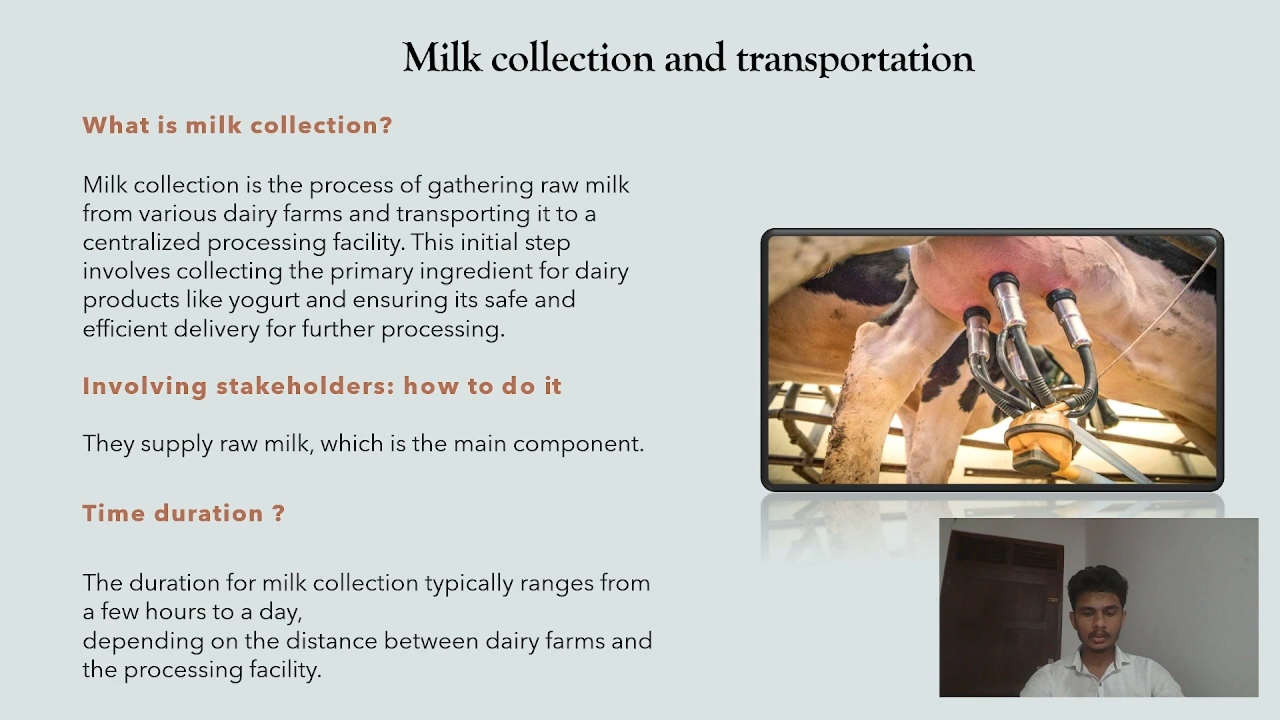 Milk collection and transportation
What is milk collection?
Milk collection is the process of gathering raw milk
from various dairy farms and transporting it to a
centralized processing facility. This initial step
involves collecting the primary ingredient for dairy
products like yogurt and ensuring its safe and
efficient delivery for further processing.
Involving stakeholders: how to do it
They supply raw milk, which is the main component.
Time duration ?
The duration for milk collection typically ranges from
a few hours to a day,
depending on the distance between dairy farms and
the processing facility.